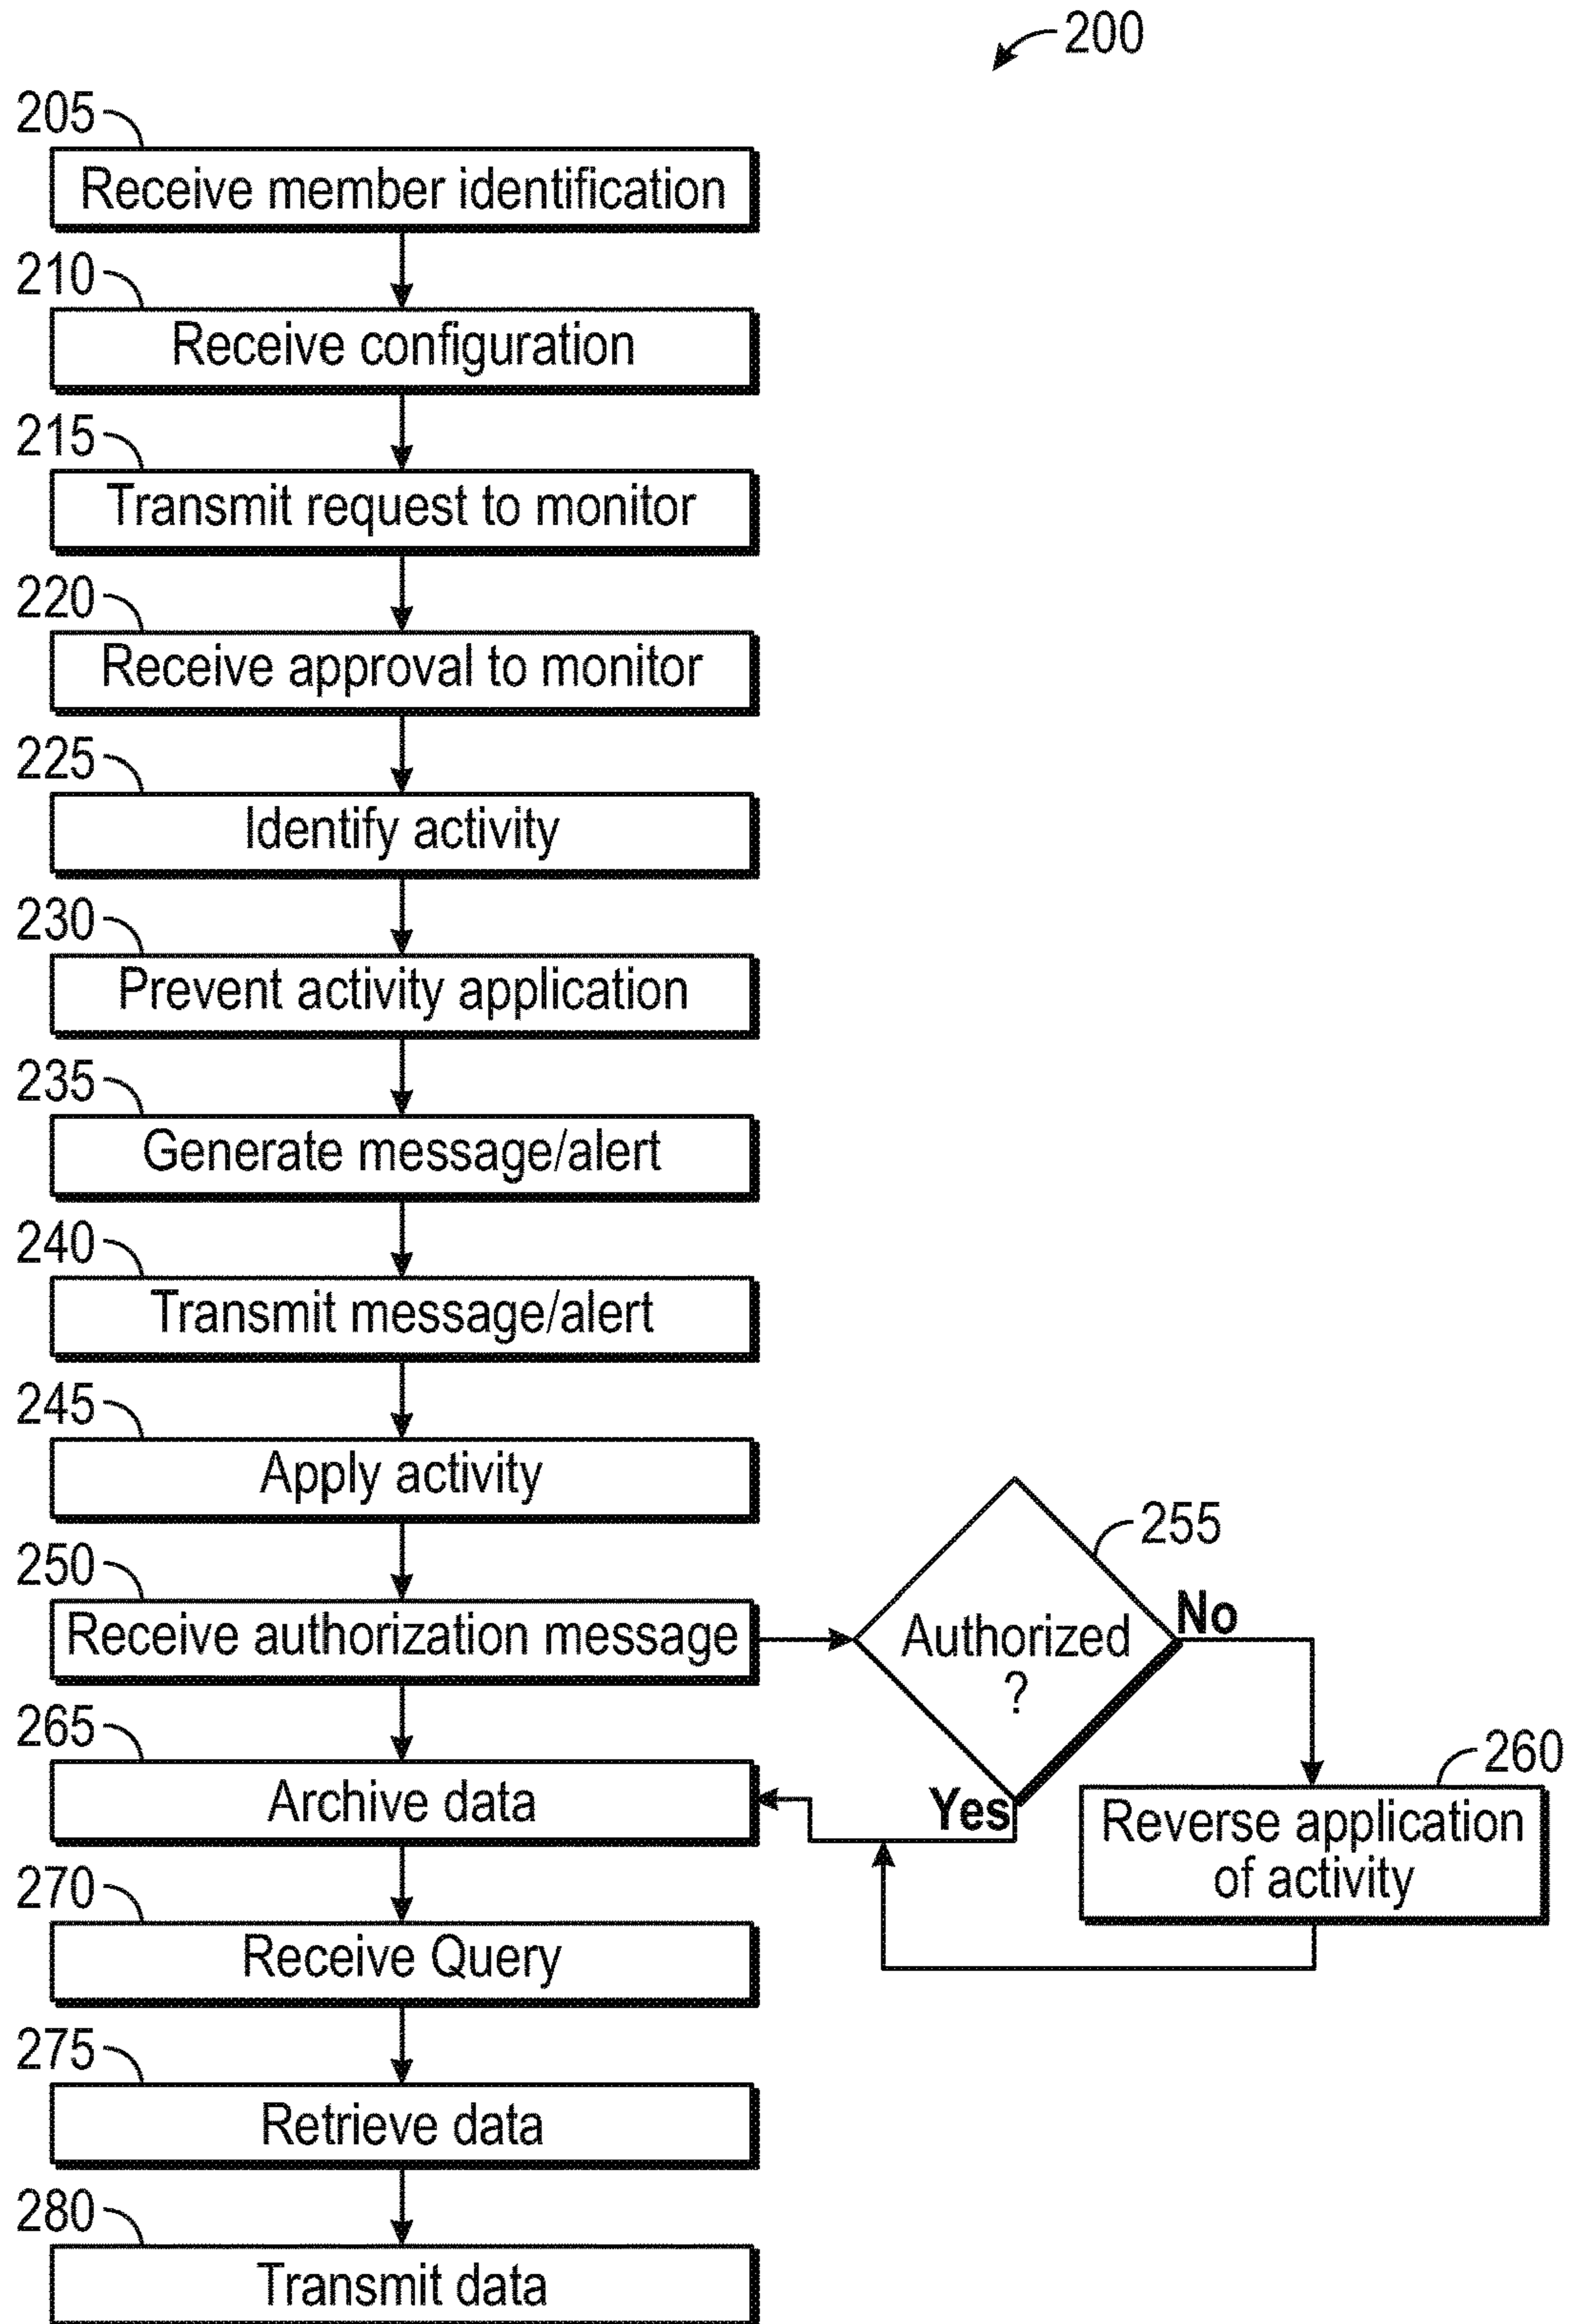 200
205
Receive member identification
210
Receive configuration
215
Transmit request to monitor
220
Receive approval to monitor
225
Identify activity
230
Prevent activity application
235
Generate message/alert
240
Transmit message/alert
245
Apply activity
250
Receive authorization message
255
Authorized
?
No
Yes
260
Reverse application
of activity
265
Archive data
270
Receive Query
275
Retrieve data
280
Transmit data